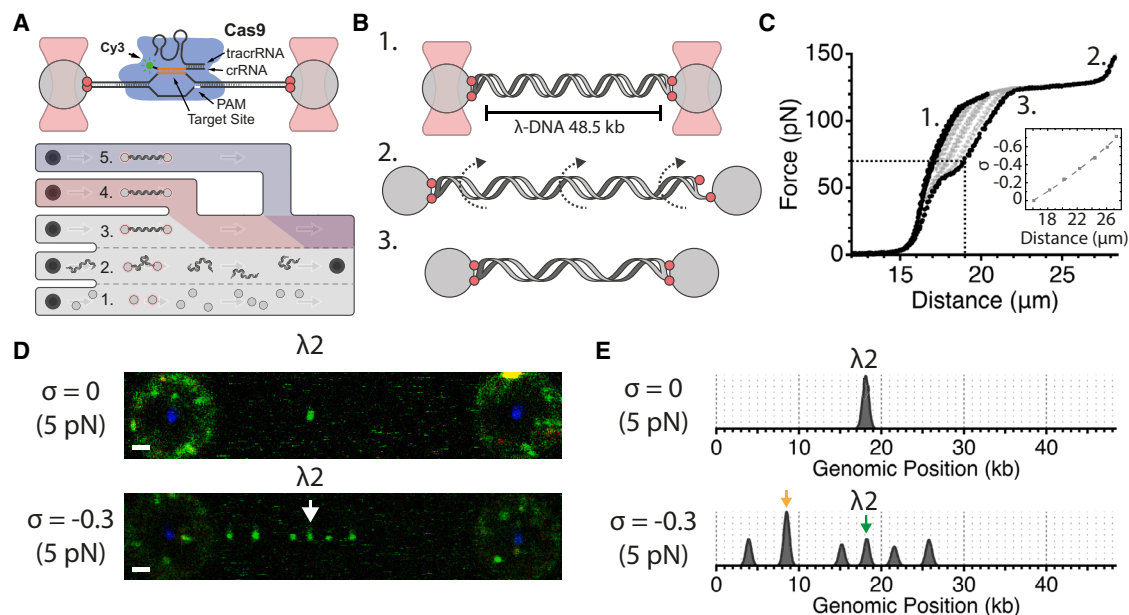 A
Cas9
Cy3
tracrRNA
crRNA
PAM
Target Site
5.
4.
3.
2.
1.
B
1.
λ-DNA 48.5 kb
2.
3.
C
150
100
50
0
Force (pN)
15
20
25
Distance (μm)
1.
2.
3.
σ
-0.6
-0.4
-0.2
0
18
22
26
Distance (μm)
D
λ2
σ = 0
(5 pN)
λ2
σ = -0.3
(5 pN)
E
λ2
σ = 0
(5 pN)
0 10 20 30 40
Genomic Position (kb)
λ2
σ = -0.3
(5 pN)
0 10 20 30 40
Genomic Position (kb)